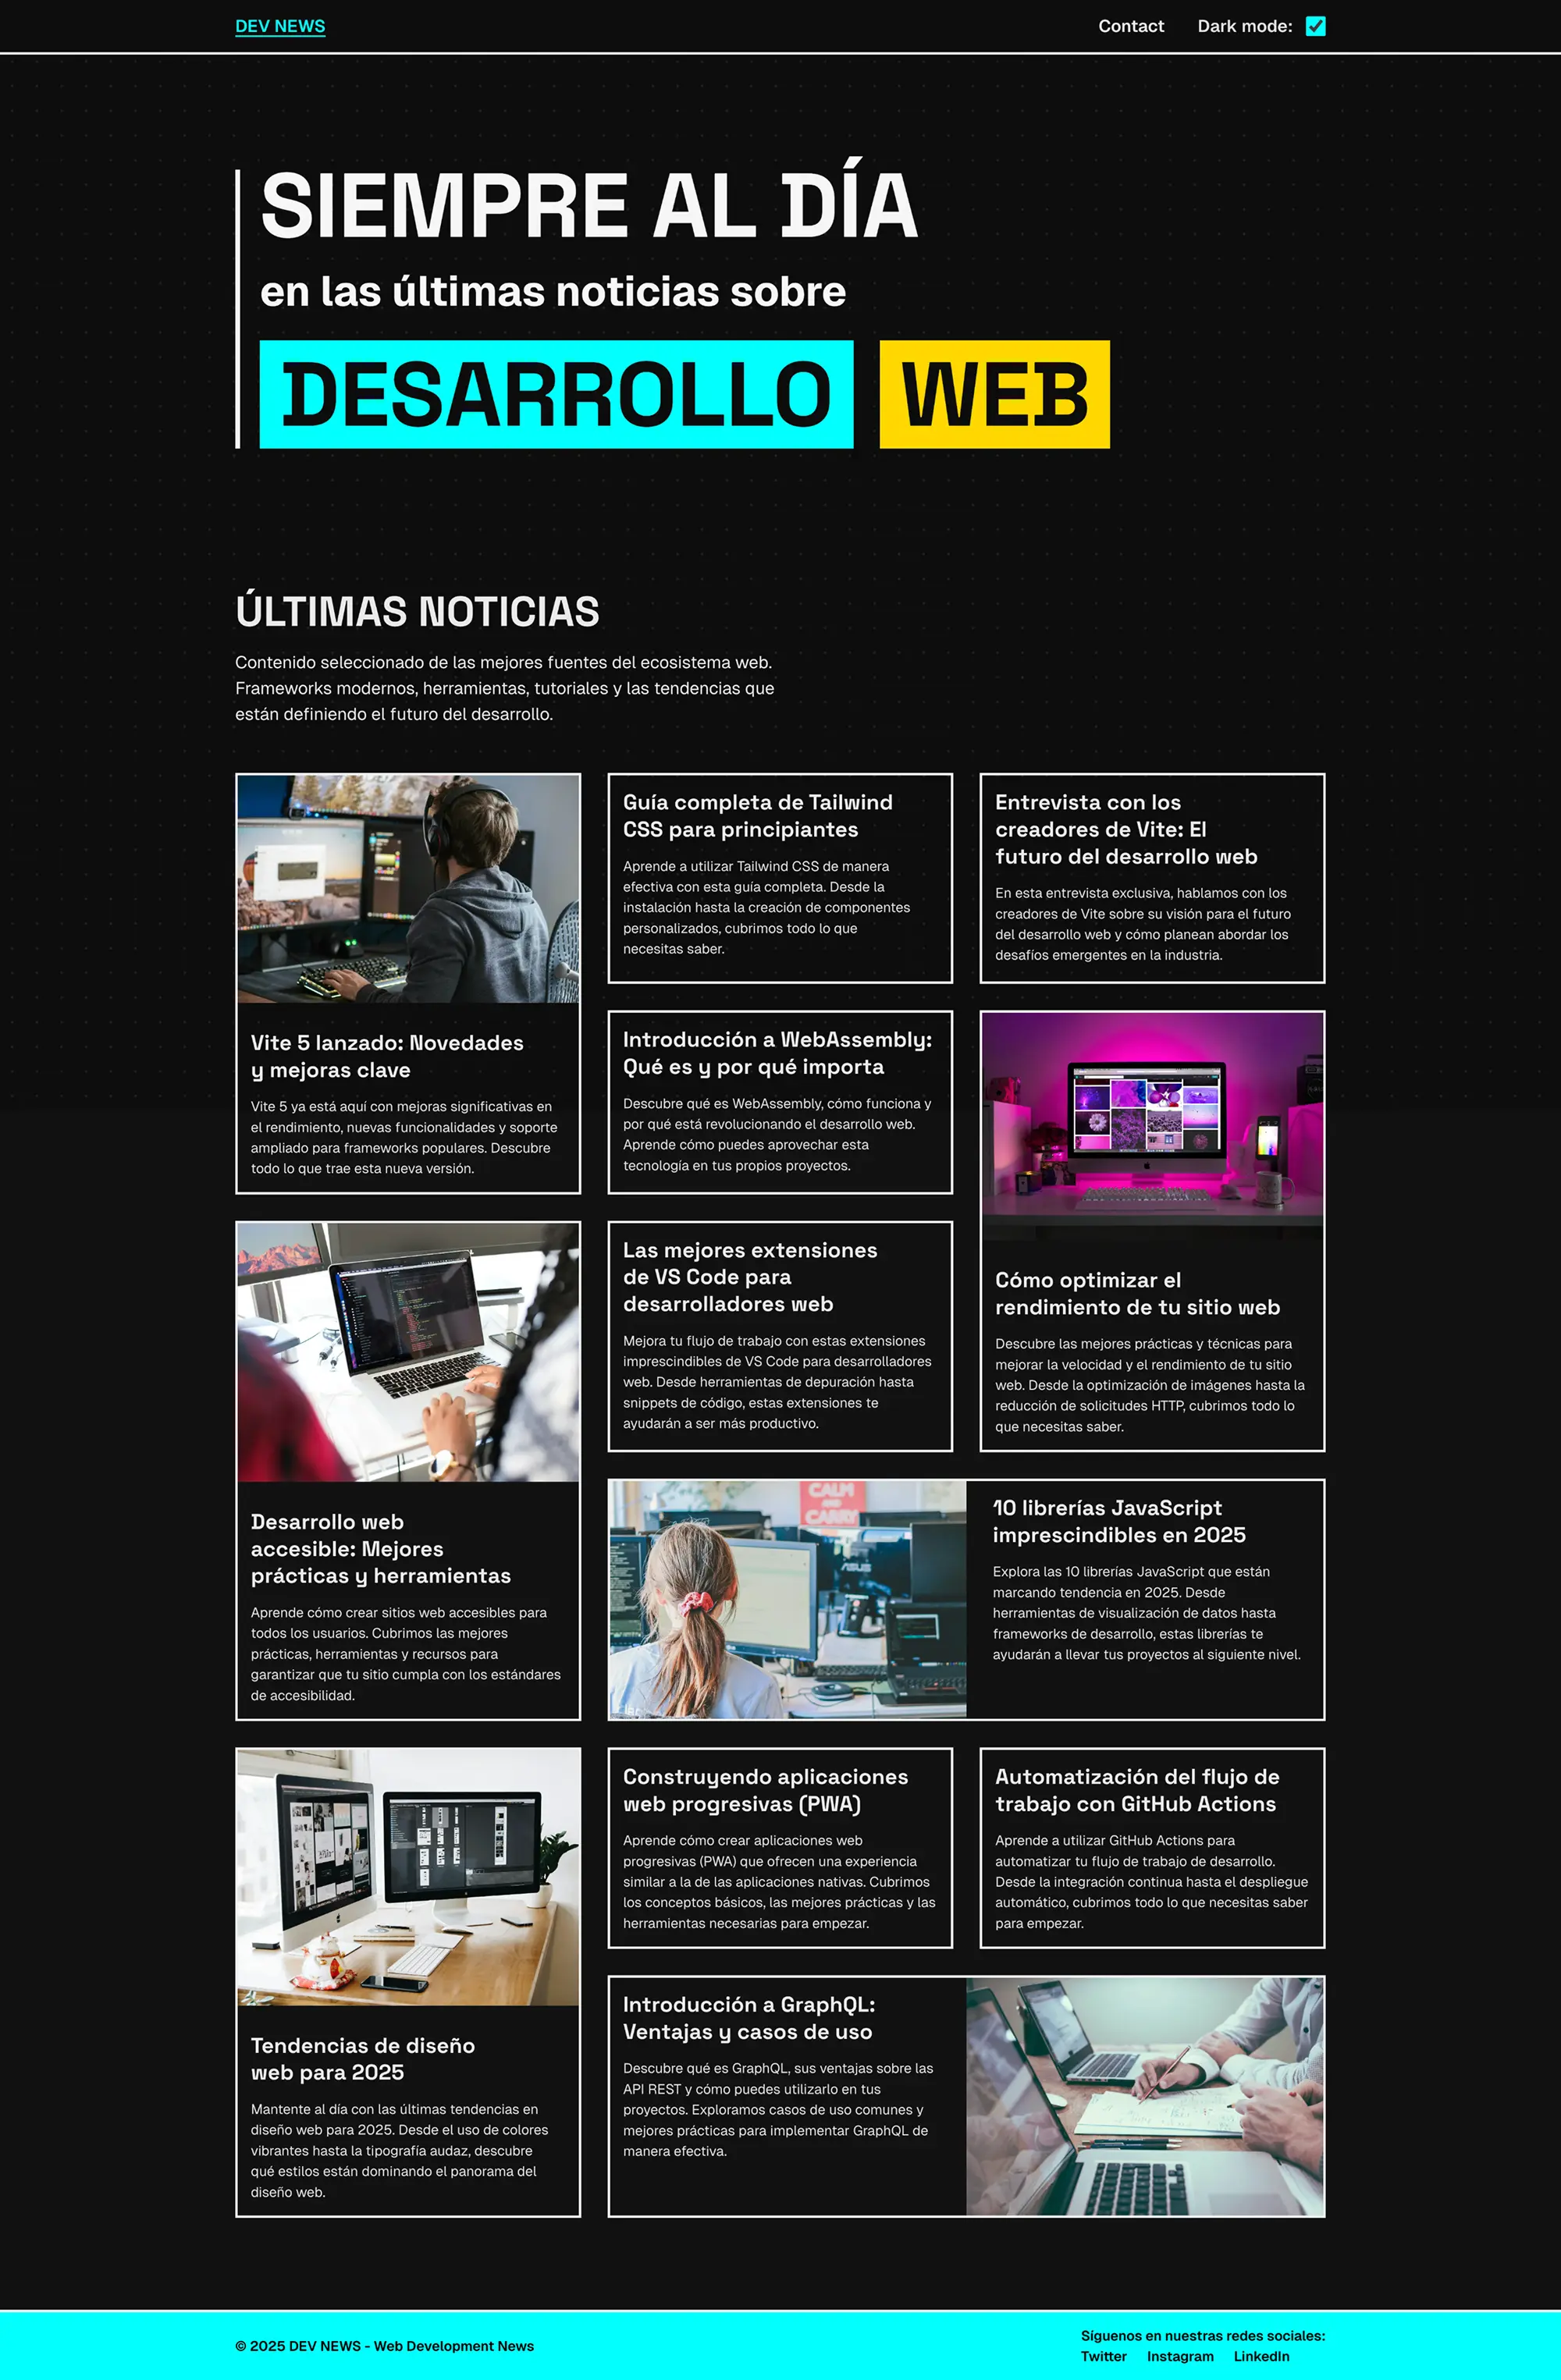 DEV NEWS
Contact
Dark mode:
SIEMPRE AL DÍA
en las últimas noticias sobre
DESARROLLO WEB
ÚLTIMAS NOTICIAS
Contenido seleccionado de las mejores fuentes del ecosistema web.
Frameworks modernos, herramientas, tutoriales y las tendencias que
están definiendo el futuro del desarrollo.
Vite 5 lanzado: Novedades
y mejoras clave
Vite 5 ya está aquí con mejoras significativas en
el rendimiento, nuevas funcionalidades y soporte
ampliado para frameworks populares. Descubre
todo lo que trae esta nueva versión.
Guía completa de Tailwind
CSS para principiantes
Aprende a utilizar Tailwind CSS de manera
efectiva con esta guía completa. Desde la
instalación hasta la creación de componentes
personalizados, cubrimos todo lo que
necesitas saber.
Entrevista con los
creadores de Vite: El
futuro del desarrollo web
En esta entrevista exclusiva, hablamos con los
creadores de Vite sobre su visión para el futuro
del desarrollo web y cómo planean abordar los
desafíos emergentes en la industria.
Introducción a WebAssembly:
Qué es y por qué importa
Descubre qué es WebAssembly, cómo funciona y
por qué está revolucionando el desarrollo web.
Aprende cómo puedes aprovechar esta
tecnología en tus propios proyectos.
Cómo optimizar el
rendimiento de tu sitio web
Descubre las mejores prácticas y técnicas para
mejorar la velocidad y el rendimiento de tu sitio
web. Desde la optimización de imágenes hasta la
reducción de solicitudes HTTP, cubrimos todo lo
que necesitas saber.
Desarrollo web
accesible: Mejores
prácticas y herramientas
Aprende cómo crear sitios web accesibles para
todos los usuarios. Cubrimos las mejores
prácticas, herramientas y recursos para
garantizar que tu sitio cumpla con los estándares
de accesibilidad.
Las mejores extensiones
de VS Code para
desarrolladores web
Mejora tu flujo de trabajo con estas extensiones
imprescindibles de VS Code para desarrolladores
web. Desde herramientas de depuración hasta
snippets de código, estas extensiones te
ayudarán a ser más productivo.
CALM
AND
CARRY
ASUS
10 librerías JavaScript
imprescindibles en 2025
Explora las 10 librerías JavaScript que están
marcando tendencia en 2025. Desde
herramientas de visualización de datos hasta
frameworks de desarrollo, estas librerías te
ayudarán a llevar tus proyectos al siguiente nivel.
Tendencias de diseño
web para 2025
Mantente al día con las últimas tendencias en
diseño web para 2025. Desde el uso de colores
vibrantes hasta la tipografía audaz, descubre
qué estilos están dominando el panorama del
diseño web.
Construyendo aplicaciones
web progresivas (PWA)
Aprende cómo crear aplicaciones web
progresivas (PWA) que ofrecen una experiencia
similar a la de las aplicaciones nativas. Cubrimos
los conceptos básicos, las mejores prácticas y las
herramientas necesarias para empezar.
Automatización del flujo de
trabajo con GitHub Actions
Aprende a utilizar GitHub Actions para
automatizar tu flujo de trabajo de desarrollo.
Desde la integración continua hasta el despliegue
automático, cubrimos todo lo que necesitas saber
para empezar.
Introducción a GraphQL:
Ventajas y casos de uso
Descubre qué es GraphQL, sus ventajas sobre las
API REST y cómo puedes utilizarlo en tus
proyectos. Exploramos casos de uso comunes y
mejores prácticas para implementar GraphQL de
manera efectiva.
© 2025 DEV NEWS - Web Development News
Síguenos en nuestras redes sociales:
Twitter Instagram LinkedIn